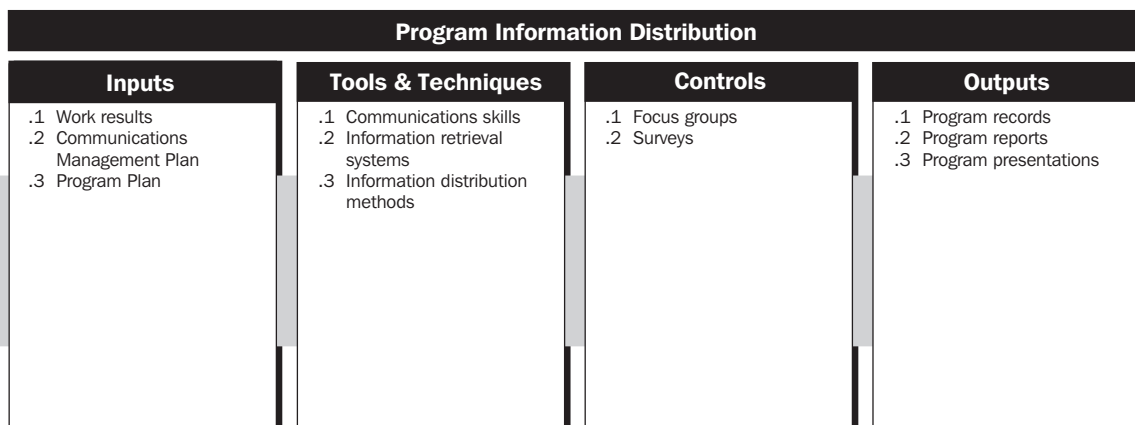 Program Information Distribution
Inputs
.1 Work results
.2 Communications
Management Plan
.3 Program Plan
Tools & Techniques
.1 Communications skills
.2 Information retrieval
systems
.3 Information distribution
methods
Controls
.1 Focus groups
.2 Surveys
Outputs
.1 Program records
.2 Program reports
.3 Program presentations